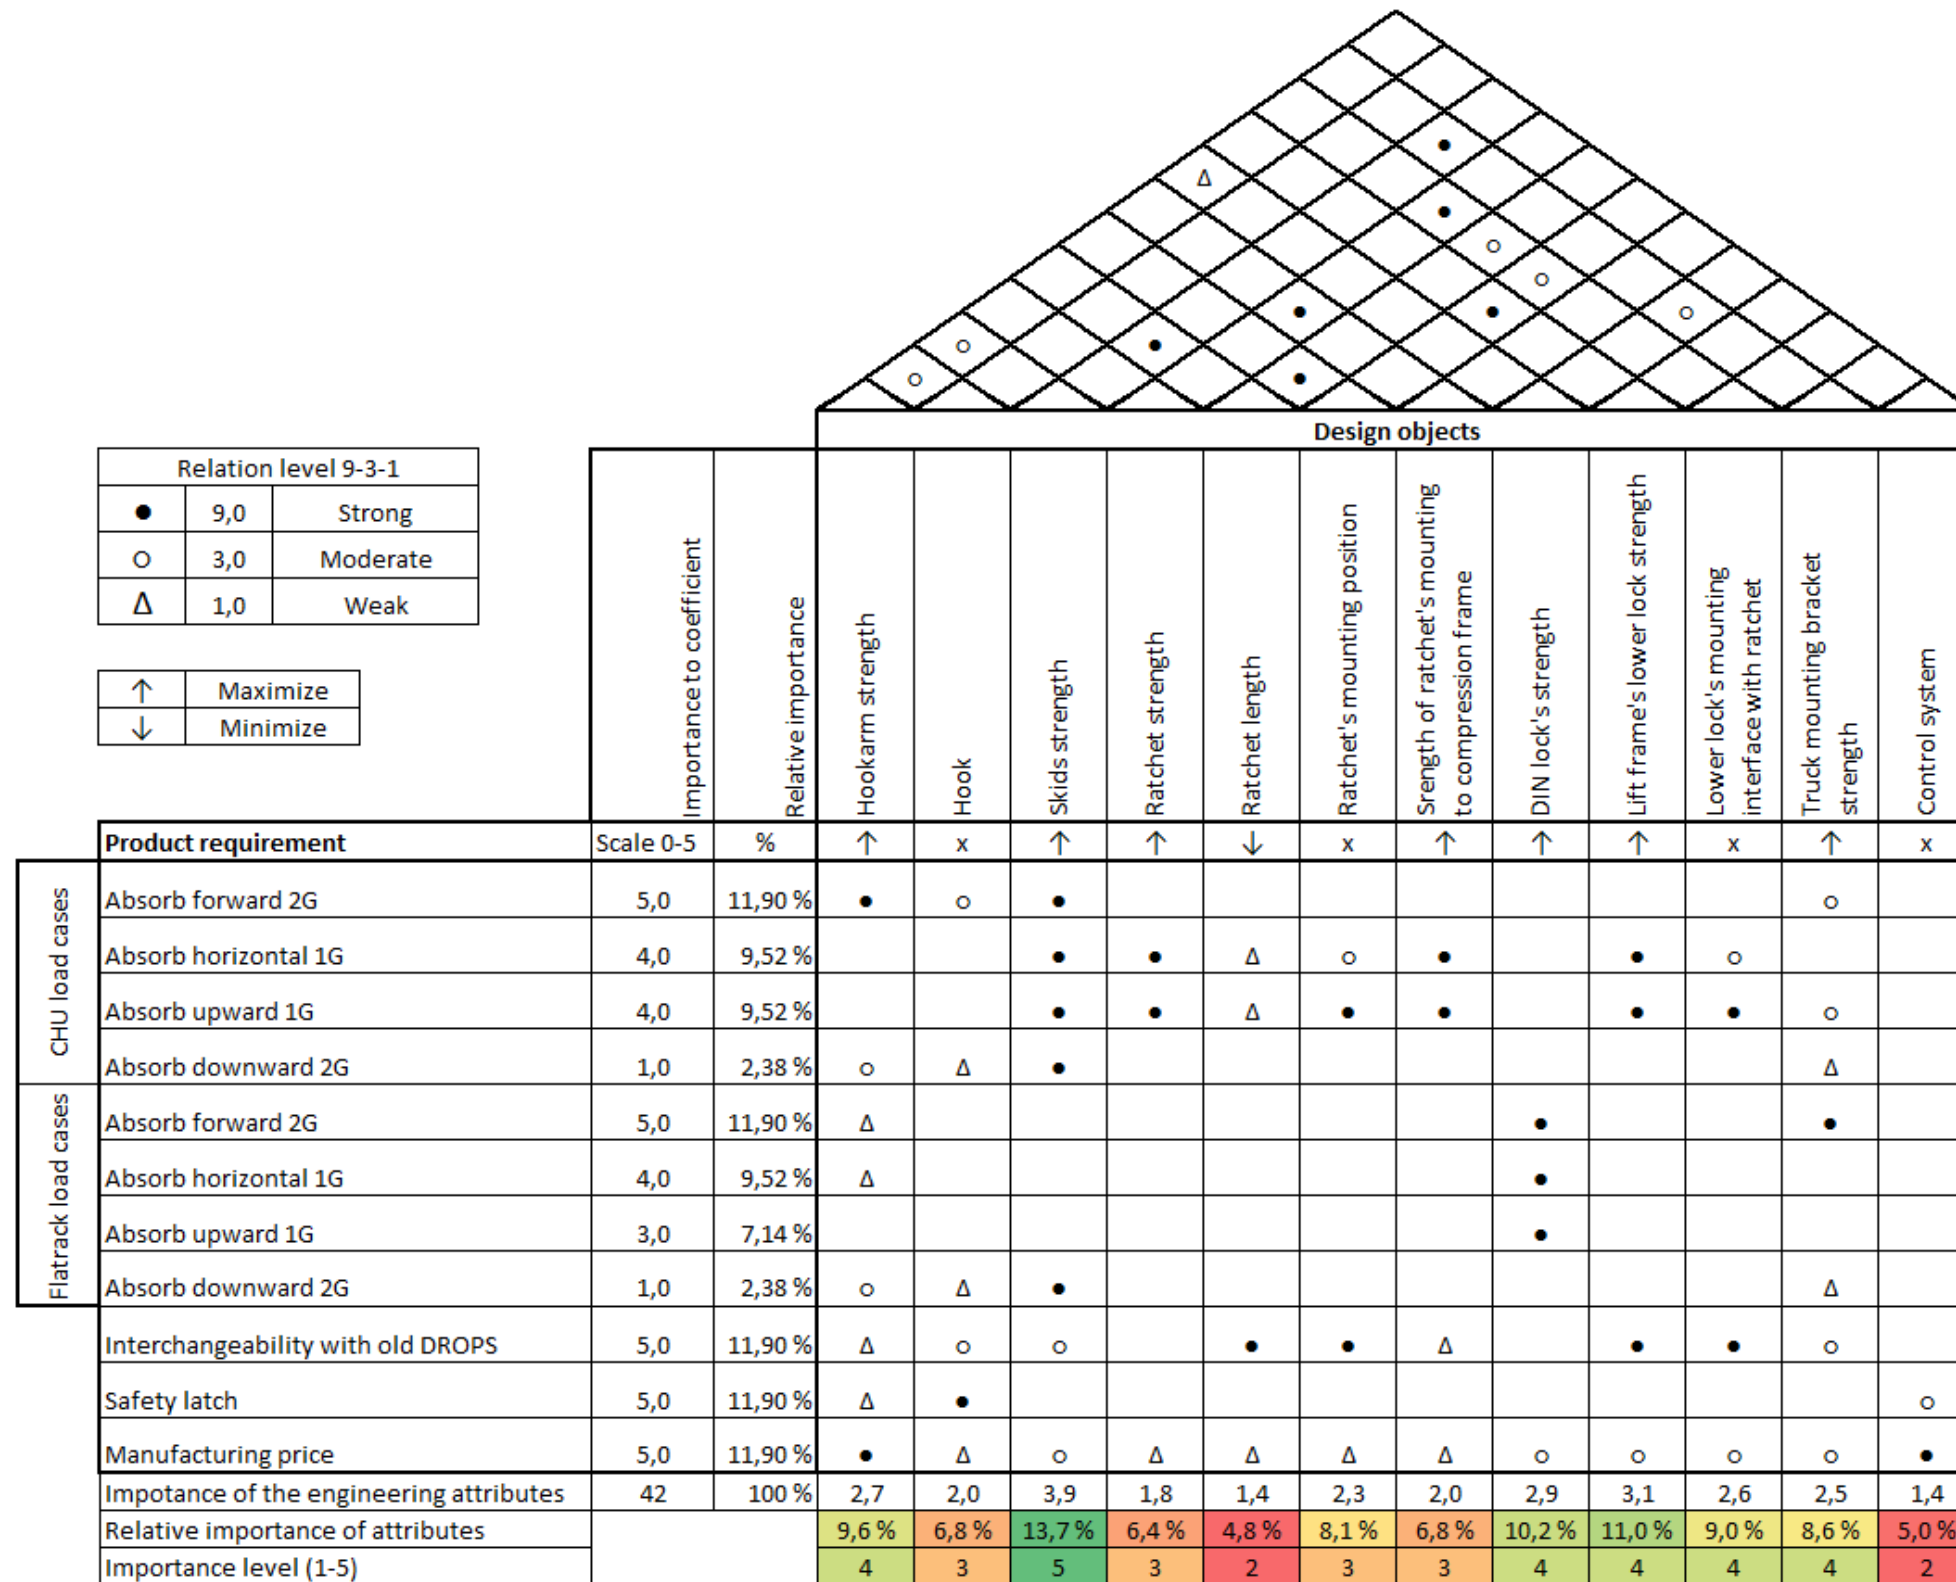 ●
Δ
●
○
○
● ● ○
○ ●
○ ●
Design objects
Relation level 9-3-1
● 9,0 Strong
○ 3,0 Moderate
Δ 1,0 Weak
↑ Maximize
↓ Minimize
Importance to coefficient
Relative importance
Hookarm strength
Hook
Skids strength
Ratchet strength
Ratchet length
Ratchet's mounting position
Srength of ratchet's mounting
to compression frame
DIN lock's strength
Lift frame's lower lock strength
Lower lock's mounting
interface with ratchet
Truck mounting bracket
strength
Control system
Product requirement Scale 0-5 % ↑ x ↑ ↑ ↓ x ↑ ↑ ↑ x ↑ x
CHU load cases
Absorb forward 2G 5,0 11,90 % ● ○ ● ○
Absorb horizontal 1G 4,0 9,52 % ● ● Δ ○ ● ● ○
Absorb upward 1G 4,0 9,52 % ● ● Δ ● ● ● ● ○
Absorb downward 2G 1,0 2,38 % ○ Δ ● Δ
Flatrack load cases
Absorb forward 2G 5,0 11,90 % Δ ● ●
Absorb horizontal 1G 4,0 9,52 % Δ ●
Absorb upward 1G 3,0 7,14 % ●
Absorb downward 2G 1,0 2,38 % ○ Δ ● Δ
Interchangeability with old DROPS 5,0 11,90 % Δ ○ ○ ● ● Δ ● ● ○
Safety latch 5,0 11,90 % Δ ● ○
Manufacturing price 5,0 11,90 % ● Δ ○ Δ Δ Δ Δ ○ ○ ○ ○ ●
Impotance of the engineering attributes 42 100 % 2,7 2,0 3,9 1,8 1,4 2,3 2,0 2,9 3,1 2,6 2,5 1,4
Relative importance of attributes 9,6 % 6,8 % 13,7 % 6,4 % 4,8 % 8,1 % 6,8 % 10,2 % 11,0 % 9,0 % 8,6 % 5,0 %
Importance level (1-5) 4 3 5 3 2 3 3 4 4 4 4 2